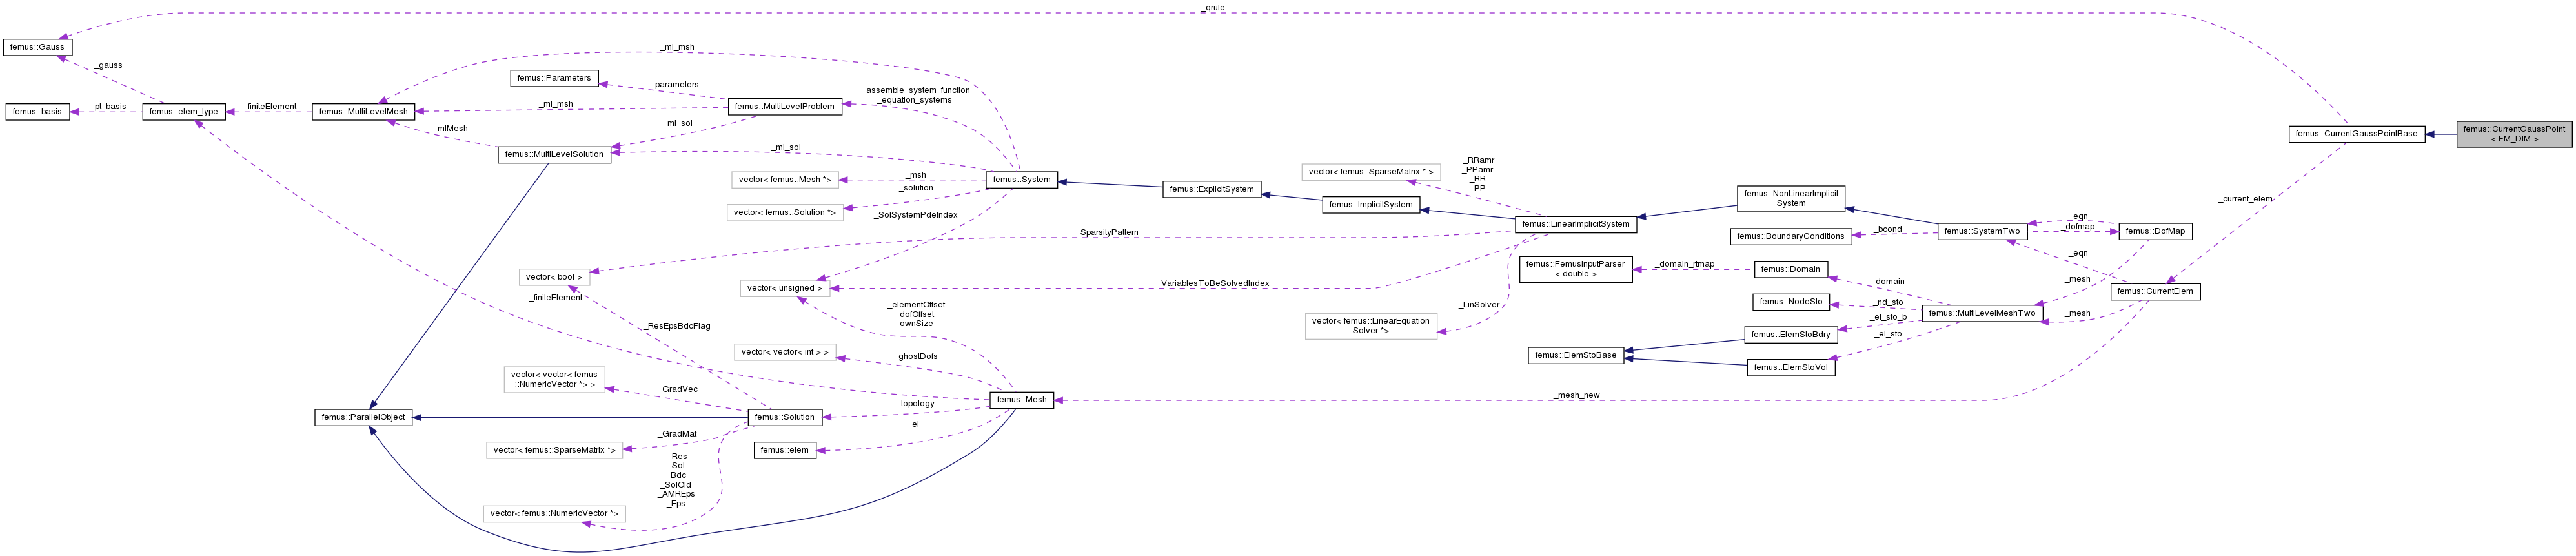 _qrule
femus::Gauss
_ml_msh
_gauss
femus::Parameters
parameters
_assemble_system_function
_equation_systems
femus::basis
_pt_basis
femus::elem_type
_finiteElement
femus::MultiLevelMesh
_ml_msh
femus::MultiLevelProblem
_mlMesh
_ml_sol
femus::MultiLevelSolution
_ml_sol
femus::CurrentGaussPointBase
femus::CurrentGaussPoint
< FM_DIM >
vector< femus::Mesh *>
_msh
femus::System
vector< femus::Solution *>
_solution
_SolSystemPdeIndex
femus::ExplicitSystem
femus::ImplicitSystem
vector< femus::SparseMatrix * >
_RRamr
_PPamr
_RR
_PP
femus::LinearImplicitSystem
femus::NonLinearImplicit
System
_current_elem
femus::BoundaryConditions
_bcond
femus::SystemTwo
_eqn
_dofmap
femus::DofMap
_SparsityPattern
_eqn
vector< bool >
_finiteElement
vector< unsigned >
_VariablesToBeSolvedIndex
femus::FemusInputParser
< double >
_domain_rtmap
femus::Domain
_domain
_mesh
femus::CurrentElem
femus::NodeSto
_nd_sto
femus::MultiLevelMeshTwo
_mesh
_elementOffset
_dofOffset
_ownSize
_LinSolver
vector< femus::LinearEquation
Solver *>
_el_sto_b
femus::ElemStoBdry
_el_sto
_ResEpsBdcFlag
vector< vector< int > >
_ghostDofs
femus::ElemStoBase
femus::ElemStoVol
vector< vector< femus
::NumericVector *> >
_GradVec
_topology
femus::Mesh
_mesh_new
femus::ParallelObject
femus::Solution
el
_GradMat
vector< femus::SparseMatrix *>
femus::elem
_Res
_Sol
_Bdc
_SolOld
_AMREps
_Eps
vector< femus::NumericVector *>